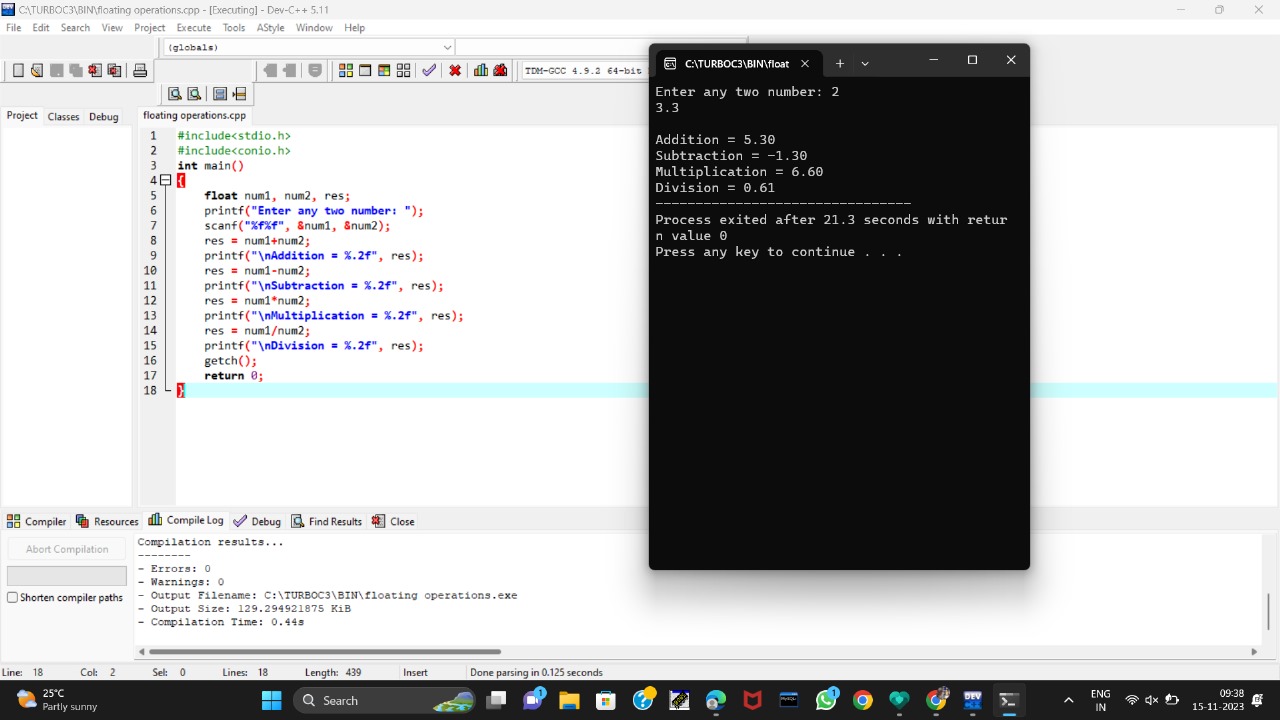 C:\TURBOC3\BIN\floating operations.cpp - [Executing] - Dev-C++ 5.11
File Edit Search View Project Execute Tools AStyle Window Help
(globals)
TDM-GCC 4.9.2 64-bit
Project Classes Debug
floating operations.cpp
1 #include<stdio.h>
2 #include<conio.h>
3 int main()
4 {
5 float num1, num2, res;
6 printf("Enter any two number: ");
7 scanf("%f%f", &num1, &num2);
8 res = num1+num2;
9 printf("\nAddition = %.2f", res);
10 res = num1-num2;
11 printf("\nSubtraction = %.2f", res);
12 res = num1*num2;
13 printf("\nMultiplication = %.2f", res);
14 res = num1/num2;
15 printf("\nDivision = %.2f", res);
16 getch();
17 return 0;
18 }
C:\TURBOC3\BIN\float
Enter any two number: 2
3.3
Addition = 5.30
Subtraction = -1.30
Multiplication = 6.60
Division = 0.61
--------------------------------
Process exited after 21.3 seconds with retur
n value 0
Press any key to continue . . .
Compiler Resources Compile Log Debug Find Results Close
Abort Compilation
Shorten compiler paths
Compilation results...
--------
- Errors: 0
- Warnings: 0
- Output Filename: C:\TURBOC3\BIN\floating operations.exe
- Output Size: 129.294921875 KiB
- Compilation Time: 0.44s
Line: 18 Col: 2 Sel: 0 Lines: 18 Length: 439 Insert Done parsing in 0.125 seconds
25°C
Partly sunny
Search
1
1
ENG
IN
09:38
15-11-2023